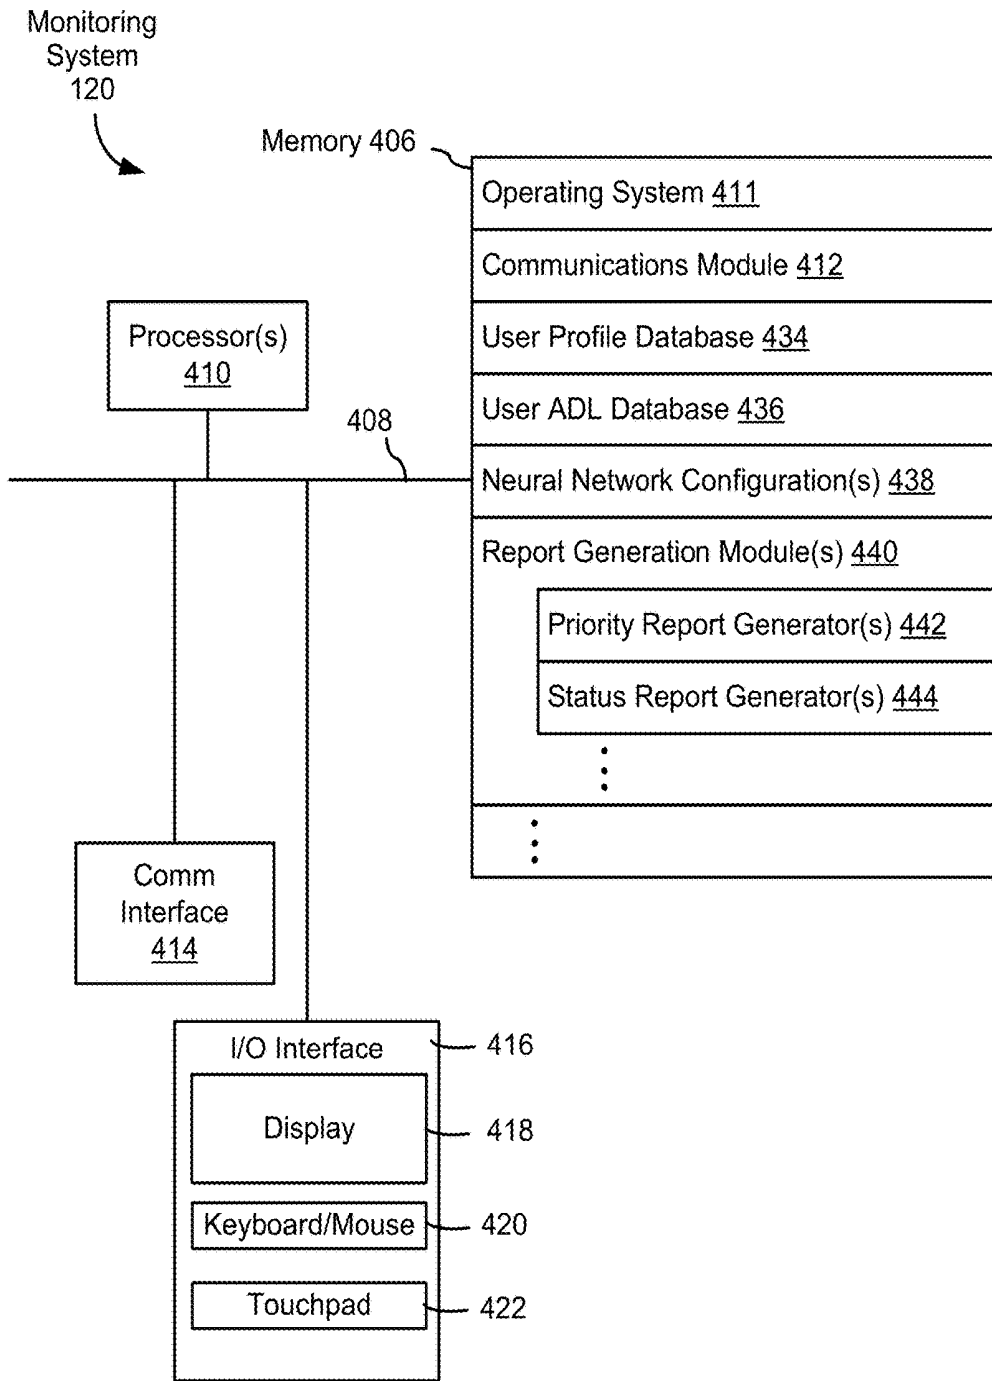 Monitoring
System
120
Memory 406
Operating System 411
Communications Module 412
Processor(s)
410
User Profile Database 434
User ADL Database 436
408
Neural Network Configuration(s) 438
Report Generation Module(s) 440
Priority Report Generator(s) 442
Status Report Generator(s) 444
Comm
Interface
414
I/O Interface
416
Display
418
Keyboard/Mouse
420
Touchpad
422